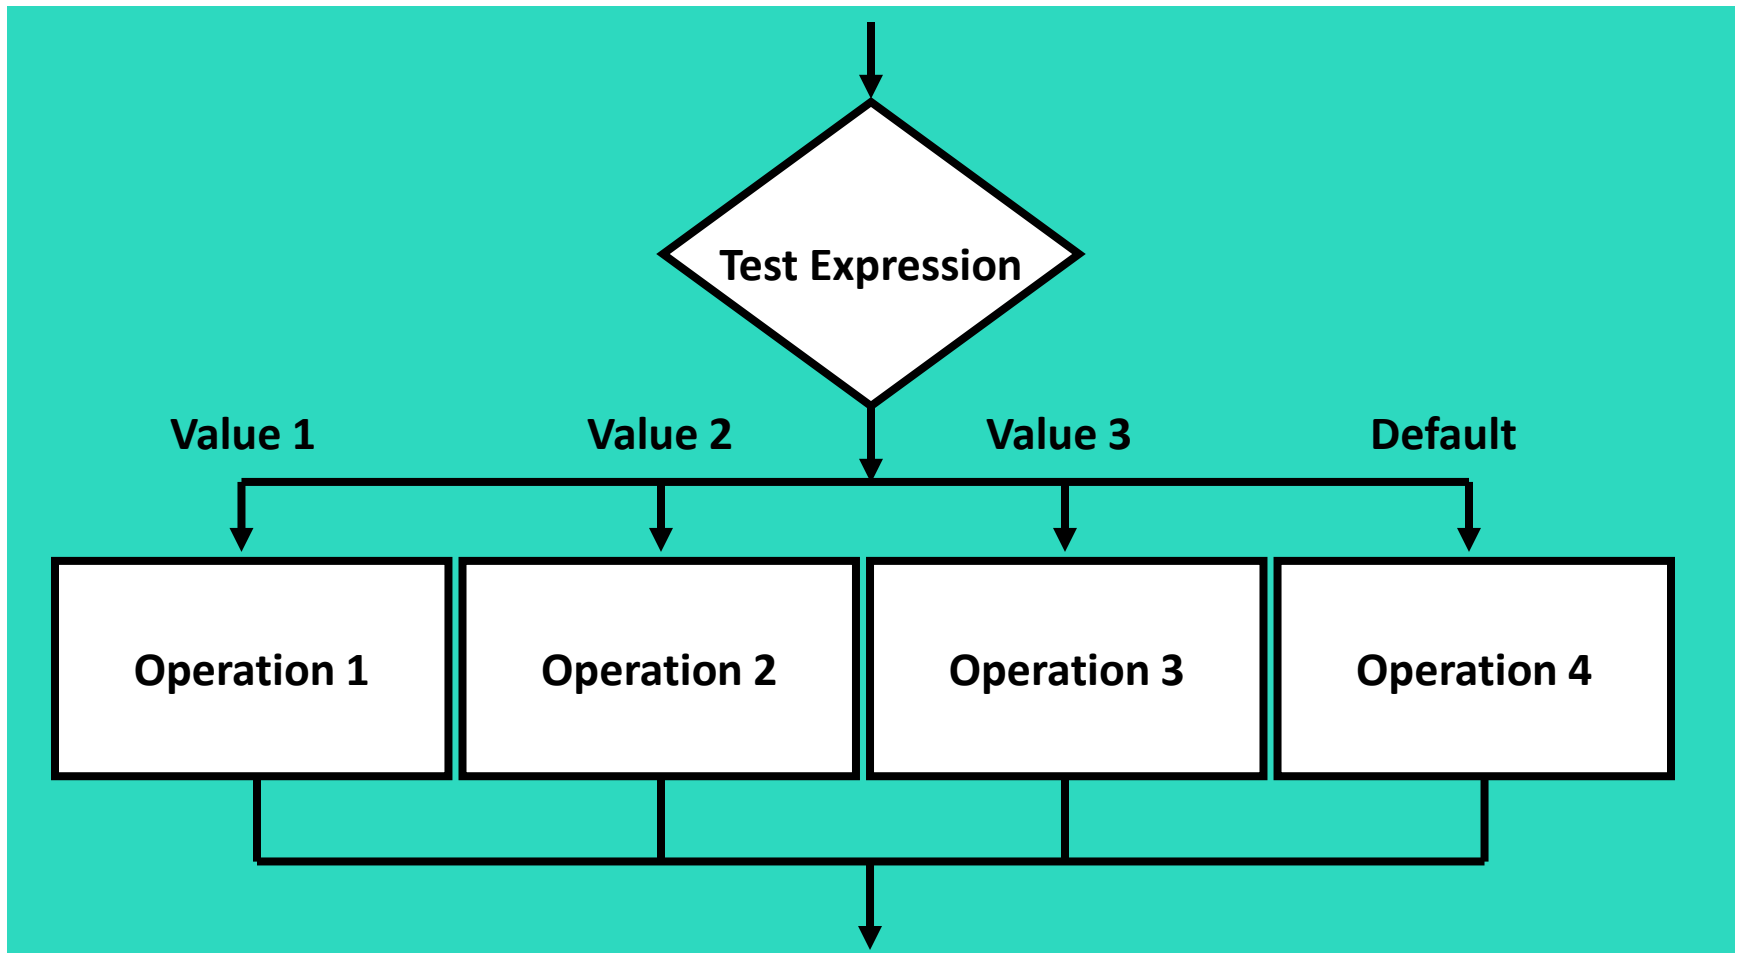 Test Expression
Value 1
Value 2
Value 3
Default
Operation 1
Operation 2
Operation 3
Operation 4